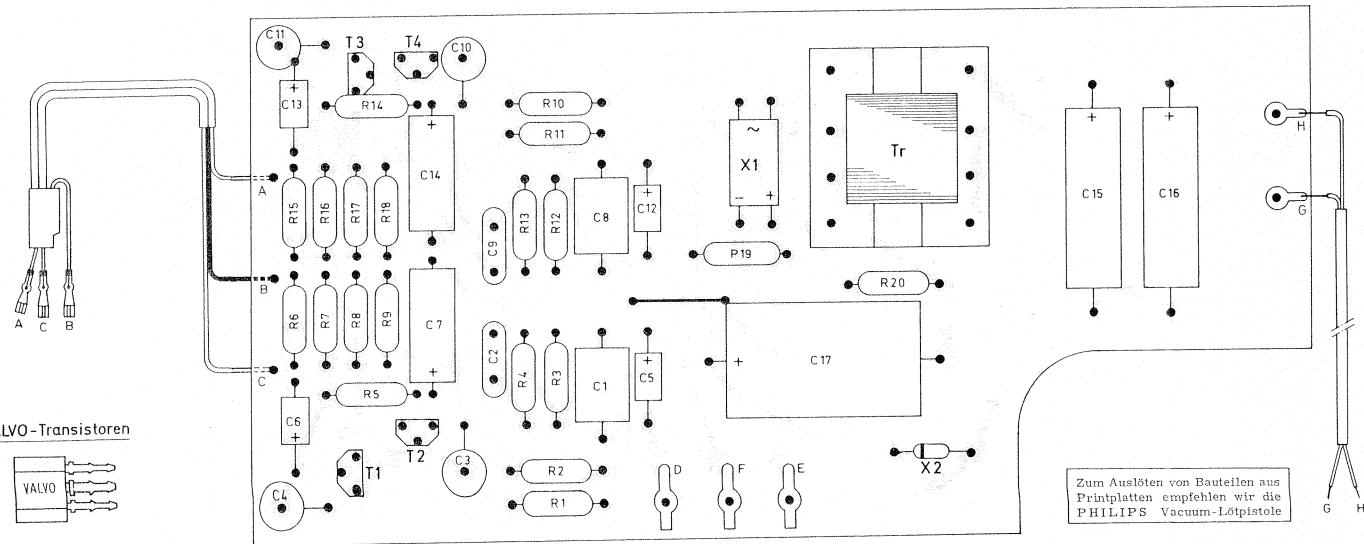 C11
T3
T4
C10
+
C13
R14
+
R10
R11
~
X1
- +
Tr
+
C15
+
C16
H
G
A
R15
R16
R17
R18
C14
C9
R13
R12
C8
+
C12
P19
R20
B
A C B
R6
R7
R8
R9
C7
+
C2
R4
R3
C1
+
C5
+
C17
C
C6
+
R5
T2
T1
C3
C4
R2
R1
D
F
E
X2
LVO-Transistoren
VALVO
Zum Auslöten von Bauteilen aus
Printplatten empfehlen wir die
PHILIPS Vacuum-Lötpistole
G H